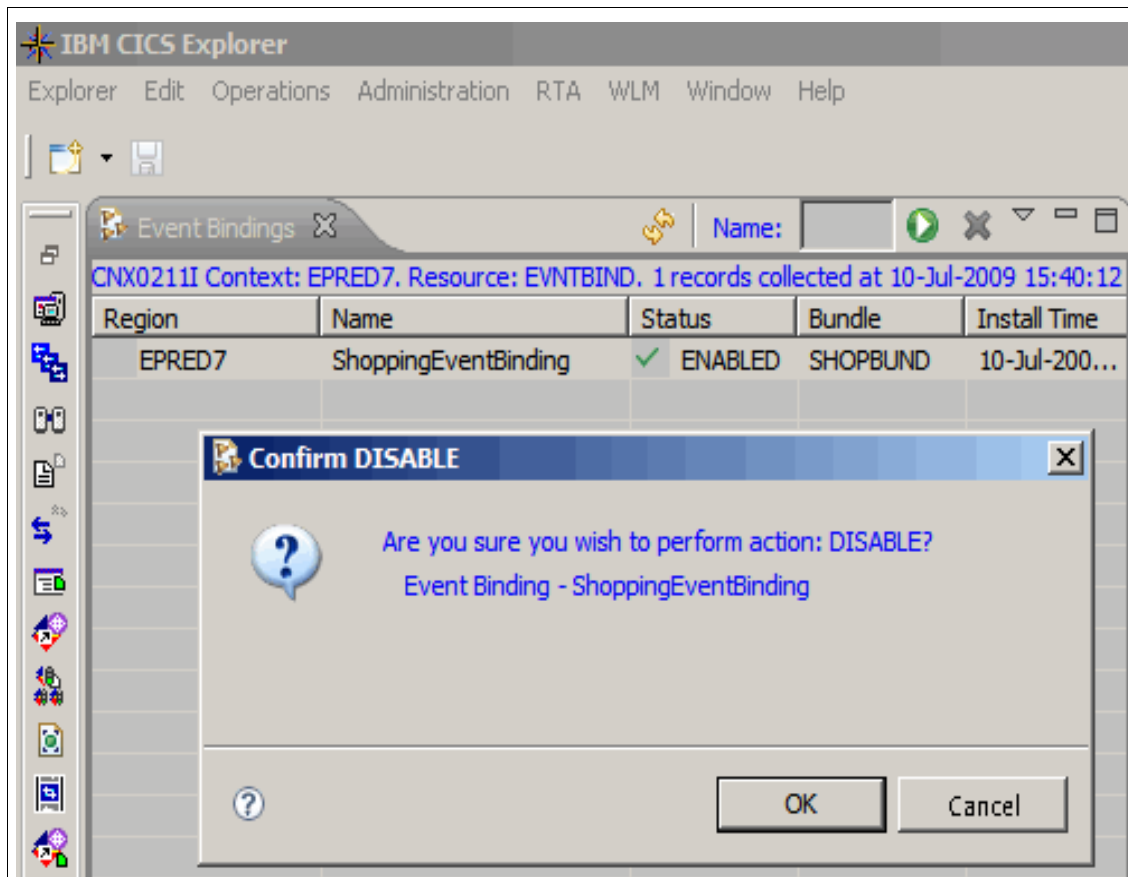 IBM CICS Explorer
Explorer Edit Operations Administration RTA WLM Window Help
Event Bindings Name:
CNX0211I Context: EPRED7. Resource: EVNTBIND. 1 records collected at 10-Jul-2009 15:40:12
Region Name Status Bundle Install Time
EPRED7 ShoppingEventBinding ENABLED SHOPBUND 10-Jul-200...
Confirm DISABLE
Are you sure you wish to perform action: DISABLE?
Event Binding - ShoppingEventBinding
OK Cancel